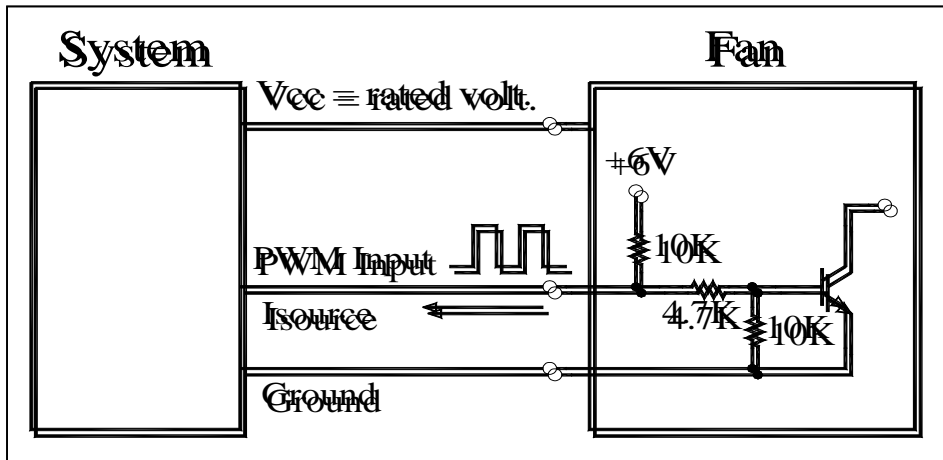 System
Fan
Vcc = rated volt.
+6V
10K
PWM Input
4.7K
10K
Isource
Ground